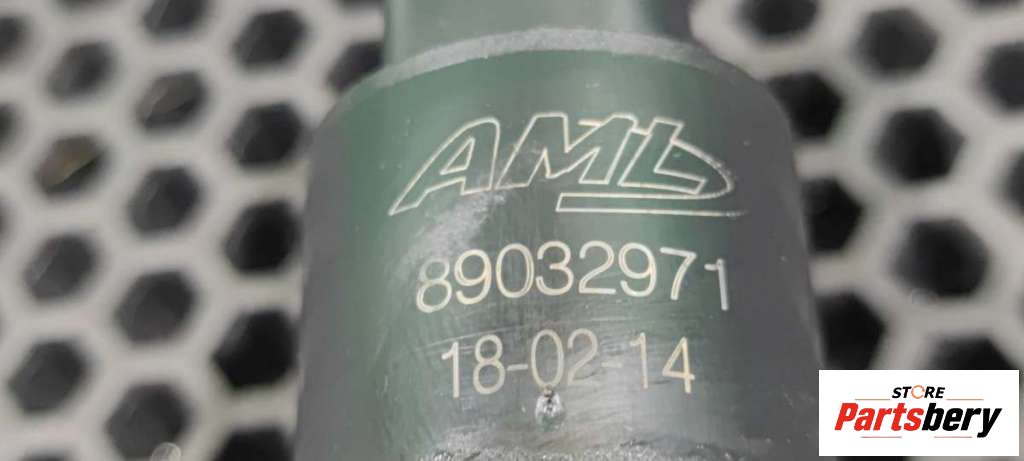 AML
89032971
18-02-14
STORE
Partsbery